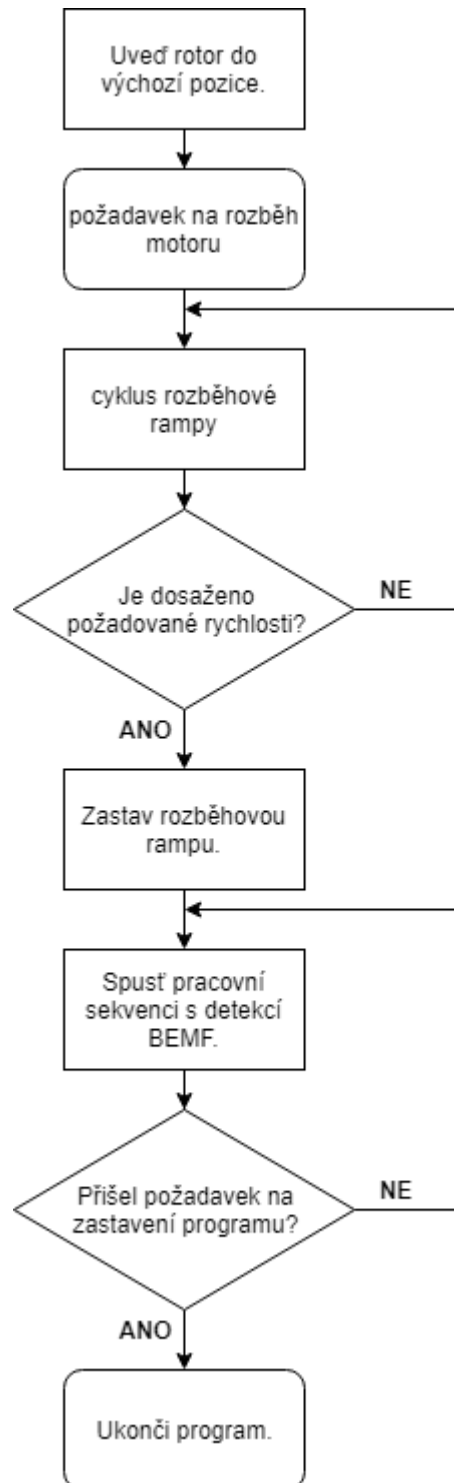 Uveď rotor do
výchozí pozice.
požadavek na rozběh
motoru
cyklus rozběhové
rampy
Je dosaženo
požadované rychlosti?
NE
ANO
Zastav rozběhovou
rampu.
Spusť pracovní
sekvenci s detekcí
BEMF.
Přišel požadavek na
zastavení programu?
NE
ANO
Ukonči program.